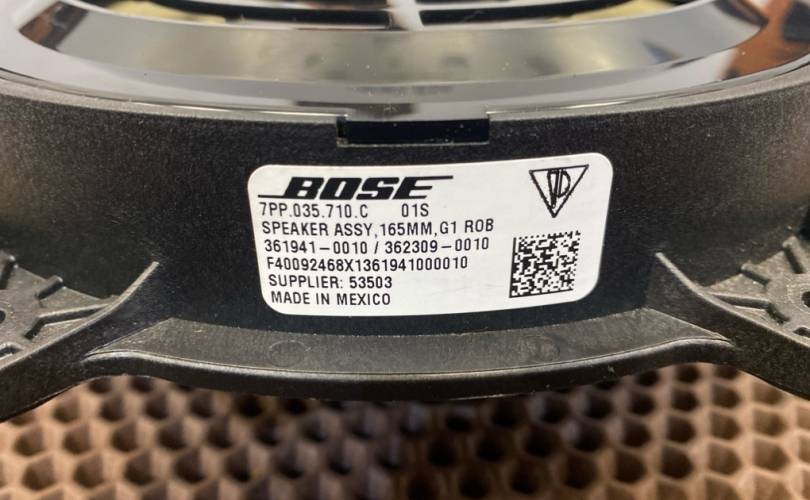 BOSE
7PP.035.710.C 01S
SPEAKER ASSY,165MM,G1 ROB
361941-0010 / 362309-0010
F40092468X1361941000010
SUPPLIER: 53503
MADE IN MEXICO